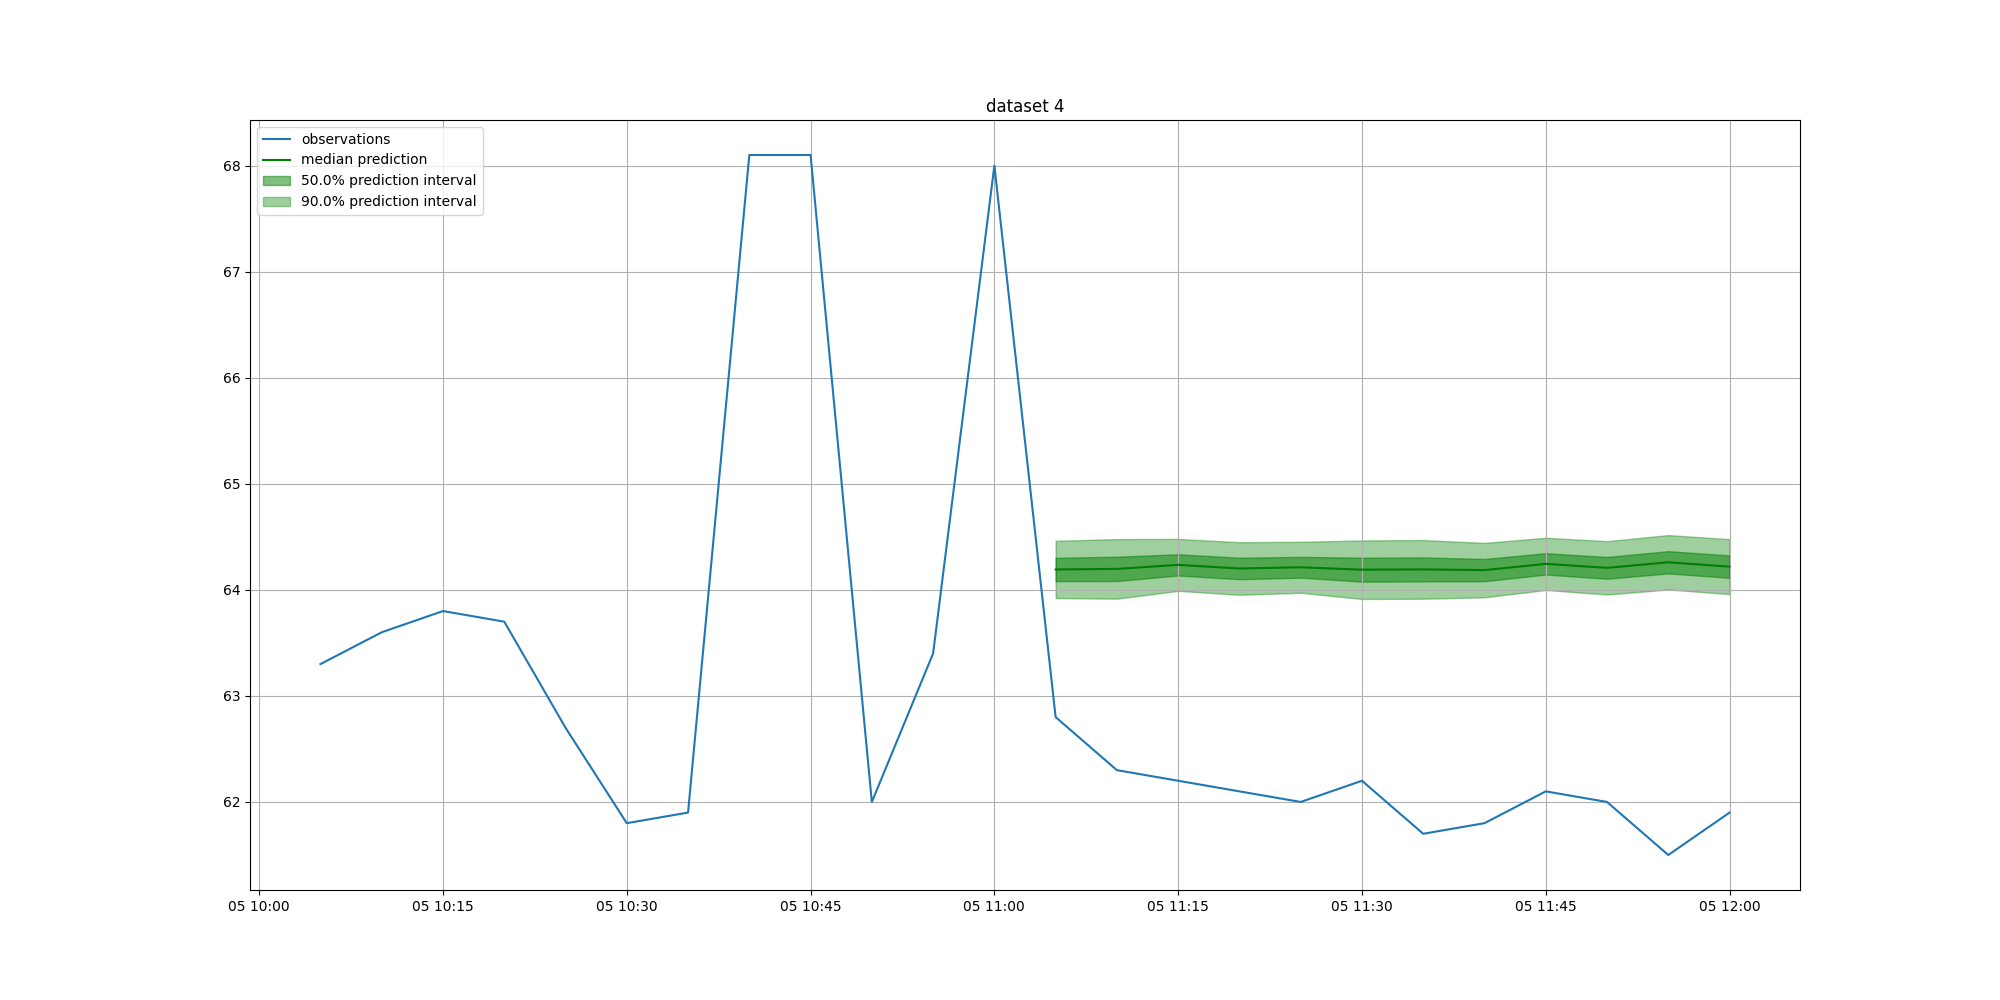 dataset 4
observations
median prediction
50.0% prediction interval
90.0% prediction interval
68
67
66
65
64
63
62
05 10:00 05 10:15 05 10:30 05 10:45 05 11:00 05 11:15 05 11:30 05 11:45 05 12:00